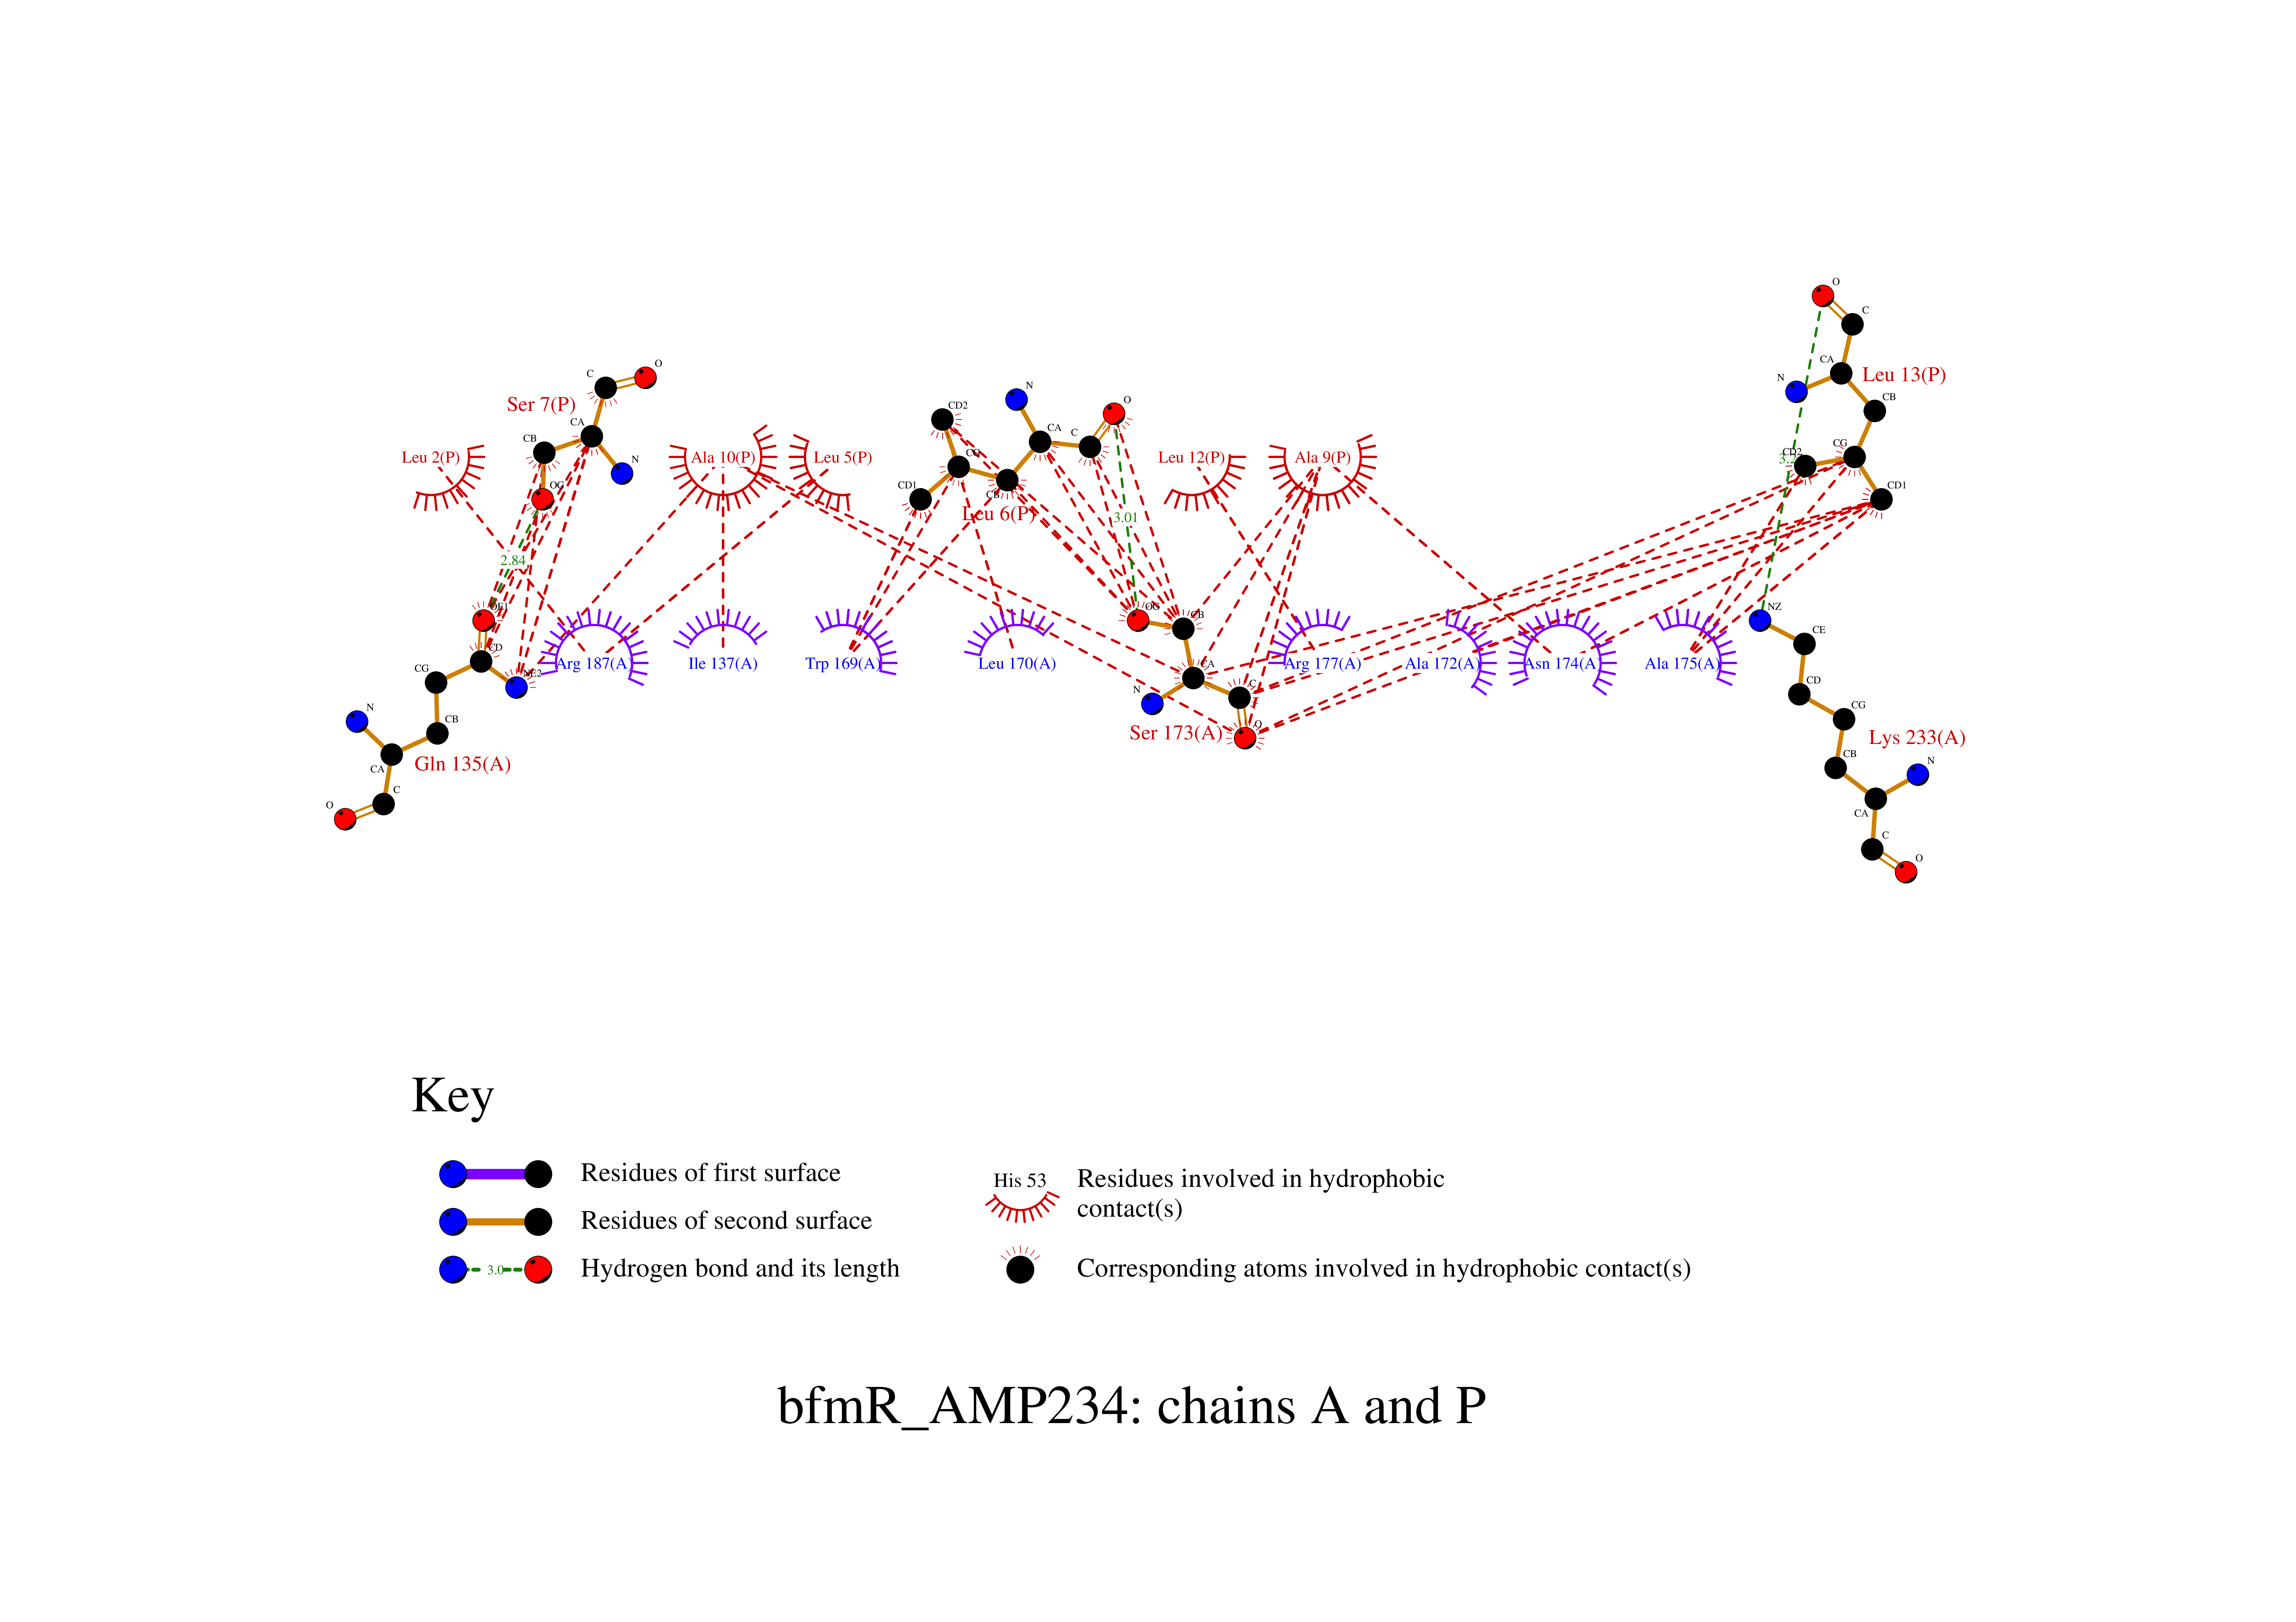 O
C
CA
Leu 13(P)
N
CB
CG
CD2
CD1
C
O
Ser 7(P)
CA
CB
N
OG
Leu 2(P)
Ala 10(P)
Leu 5(P)
CD2
N
CA
C
O
CG
CD1
CB
Leu 6(P)
Leu 12(P)
Ala 9(P)
3.01
2.84
OE1
CD
NE2
CG
CB
N
CA
Gln 135(A)
C
O
Arg 187(A)
Ile 137(A)
Trp 169(A)
Leu 170(A)
OG
CB
CA
N
C
O
Ser 173(A)
Arg 177(A)
Ala 172(A)
Asn 174(A)
Ala 175(A)
NZ
CE
CD
CG
Lys 233(A)
CB
N
CA
C
O
Key
Residues of first surface
Residues of second surface
3.0
Hydrogen bond and its length
His 53
Residues involved in hydrophobic
contact(s)
Corresponding atoms involved in hydrophobic contact(s)
bfmR_AMP234: chains A and P